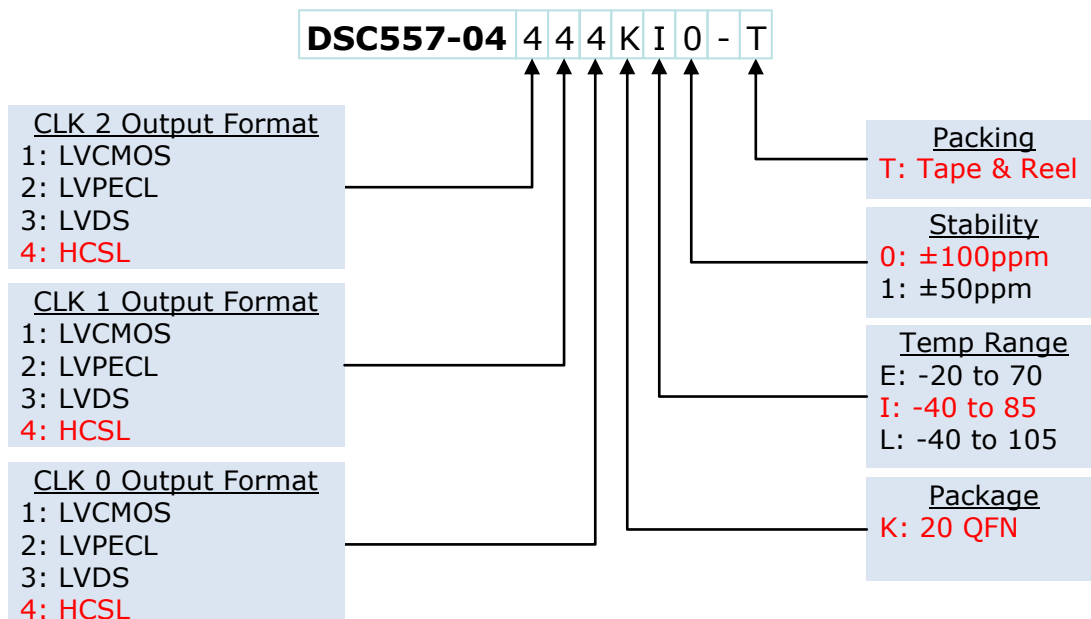 DSC557-04 4 4 4 K I 0 - T
CLK 2 Output Format
1: LVCMOS
2: LVPECL
3: LVDS
4: HCSL
CLK 1 Output Format
1: LVCMOS
2: LVPECL
3: LVDS
4: HCSL
CLK 0 Output Format
1: LVCMOS
2: LVPECL
3: LVDS
4: HCSL
Packing
T: Tape & Reel
Stability
0: ±100ppm
1: ±50ppm
Temp Range
E: -20 to 70
I: -40 to 85
L: -40 to 105
Package
K: 20 QFN